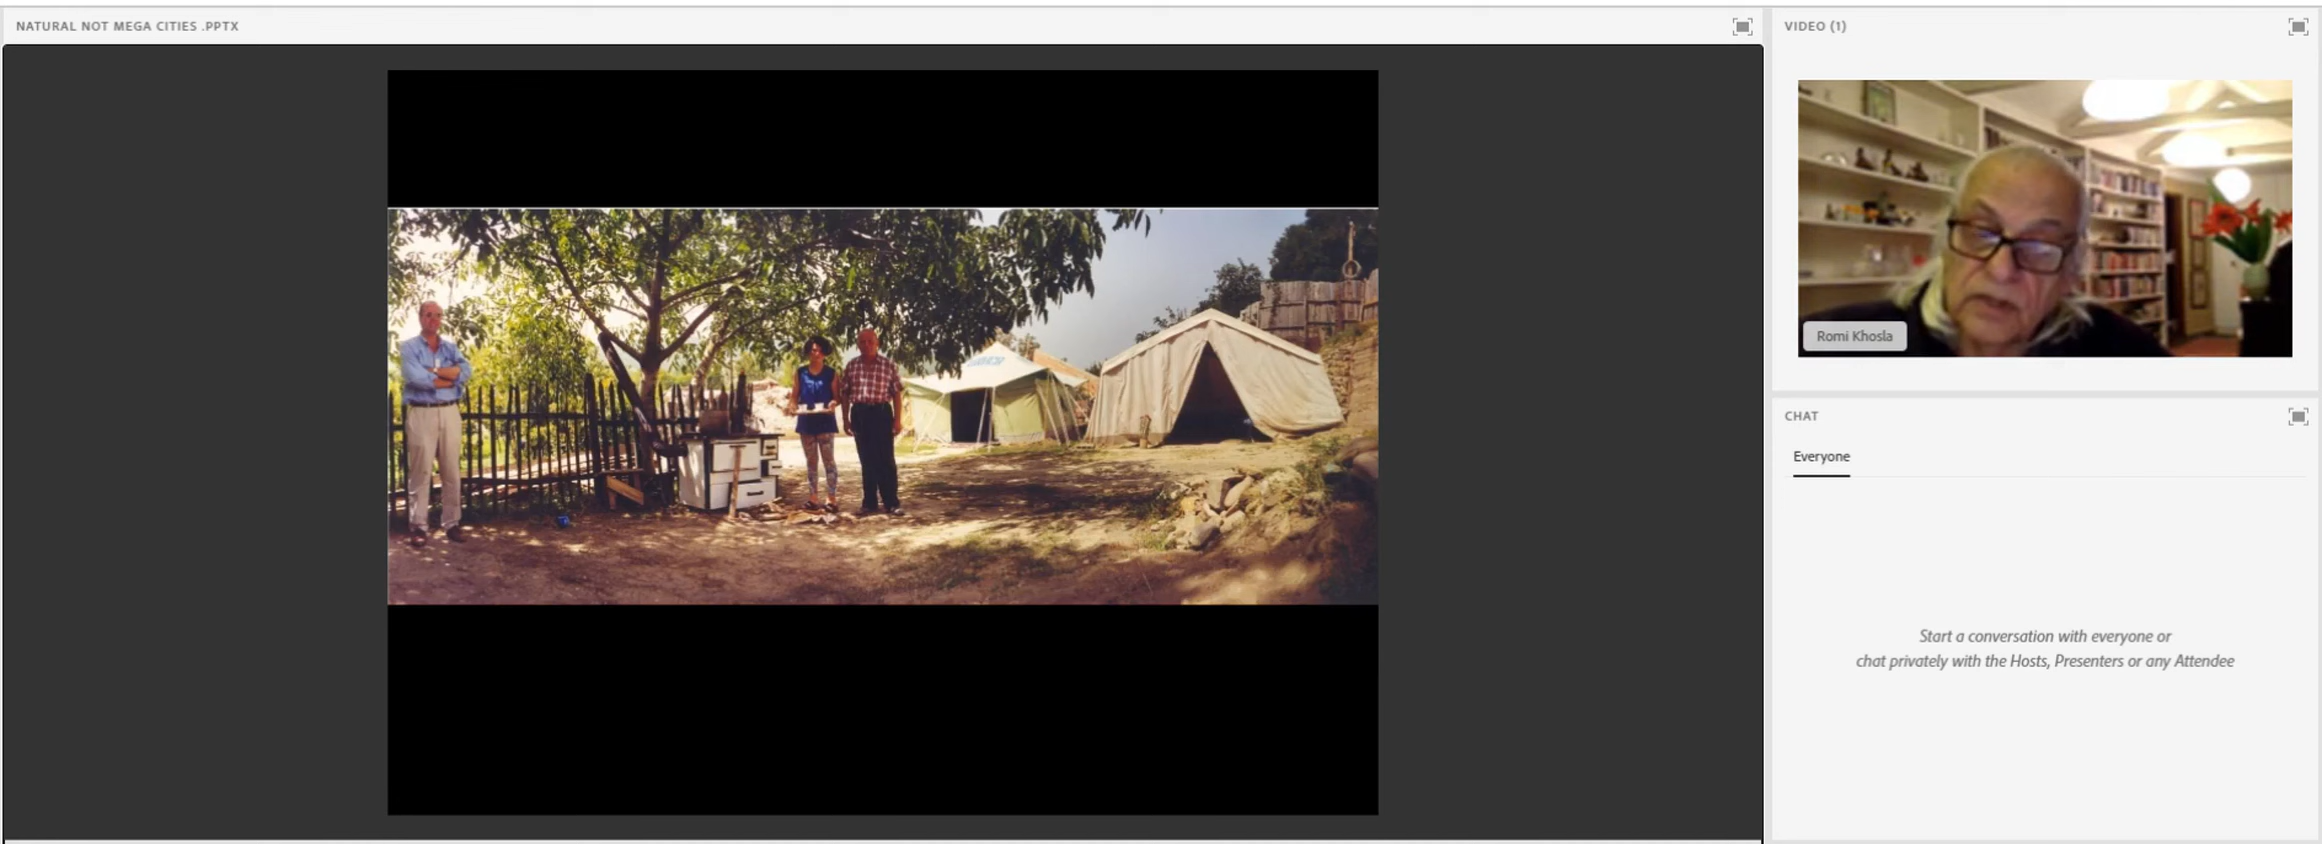 NATURAL NOT MEGA CITIES .PPTX
VIDEO (1)
Romi Khosla
CHAT
Everyone
Start a conversation with everyone or
chat privately with the Hosts, Presenters or any Attendee